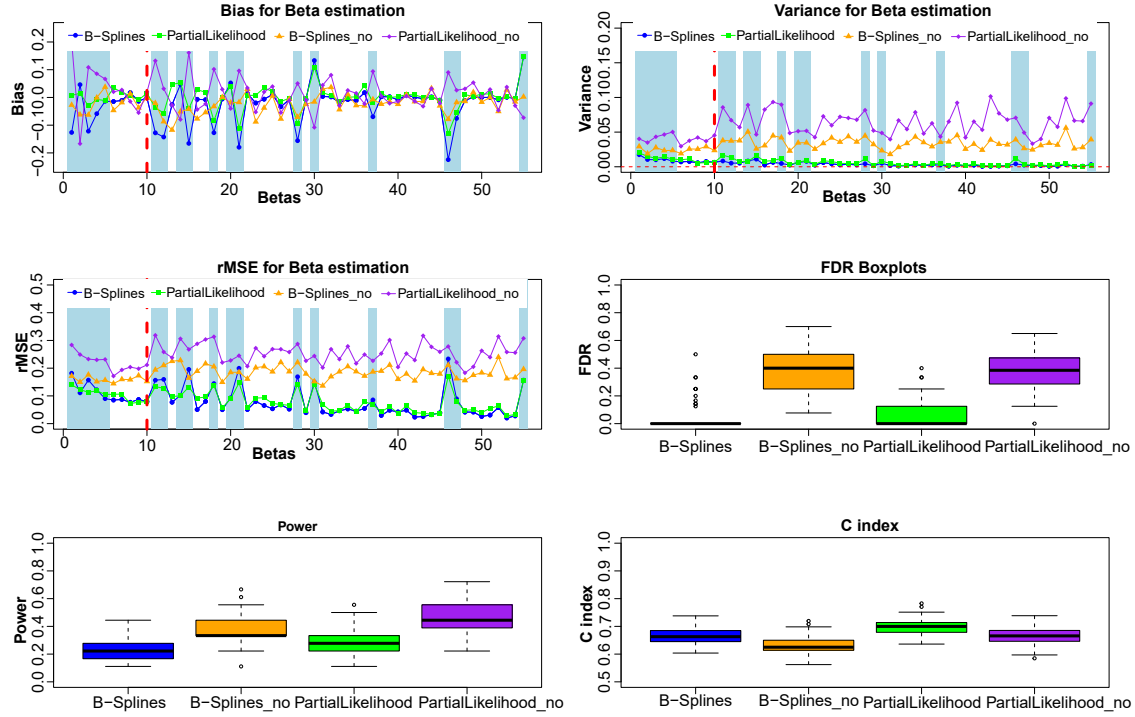 Bias for Beta estimation
B−Splines PartialLikelihood B−Splines_no PartialLikelihood_no
Bias
−0.2 −0.10.0 0.1 0.2
0 10 20 30 40 50
Betas
Variance for Beta estimation
B−Splines PartialLikelihood B−Splines_no PartialLikelihood_no
Variance
0.00 0.05 0.10 0.15 0.20
0 10 20 30 40 50
Betas
rMSE for Beta estimation
B−Splines PartialLikelihood B−Splines_no PartialLikelihood_no
rMSE
0.0 0.1 0.2 0.3 0.4 0.5
0 10 20 30 40 50
Betas
FDR Boxplots
FDR
0.0 0.2 0.4 0.6 0.8 1.0
B−Splines B−Splines_no PartialLikelihood PartialLikelihood_no
Power
Power
0.0 0.2 0.4 0.6 0.8 1.0
B−Splines B−Splines_no PartialLikelihood PartialLikelihood_no
C index
C index
0.5 0.6 0.7 0.8 0.9 1.0
B−Splines B−Splines_no PartialLikelihood PartialLikelihood_no